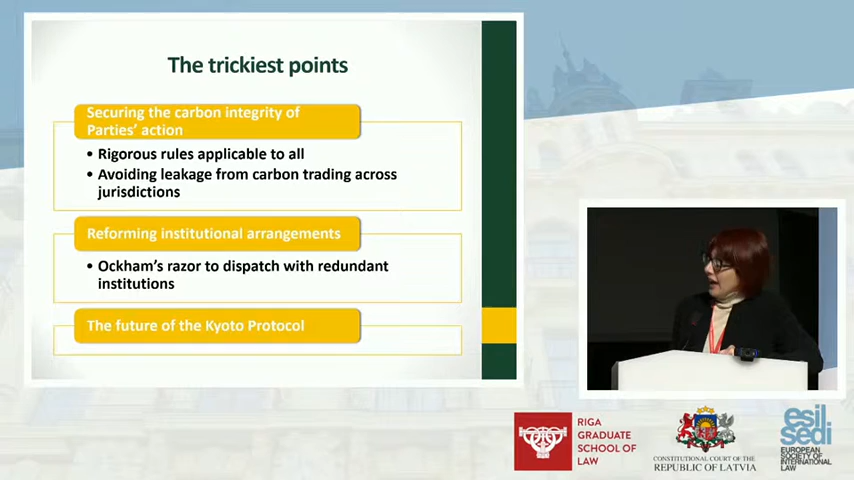 The trickiest points
Securing the carbon integrity of
Parties' action
• Rigorous rules applicable to all
• Avoiding leakage from carbon trading across
jurisdictions
Reforming institutional arrangements
• Ockham's razor to dispatch with redundant
institutions
The future of the Kyoto Protocol
RIGA
GRADUATE
SCHOOL OF
LAW
CONSTITUTIONAL COURT OF THE
REPUBLIC OF LATVIA
esil
sedi
EUROPEAN
SOCIETY OF
INTERNATIONAL
LAW